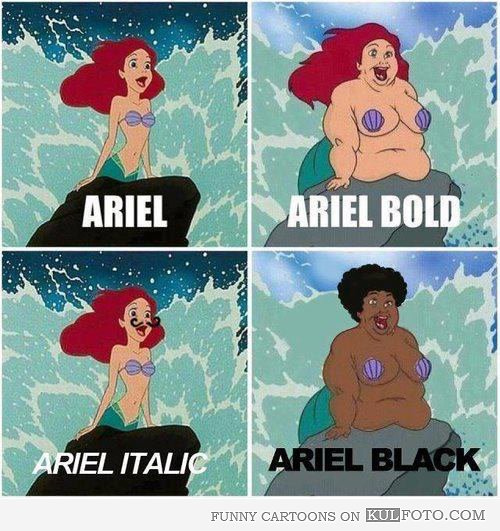 ARIEL
ARIEL BOLD
ARIEL ITALIC
ARIEL BLACK
FUNNY CARTOONS ON KULFOTO.COM